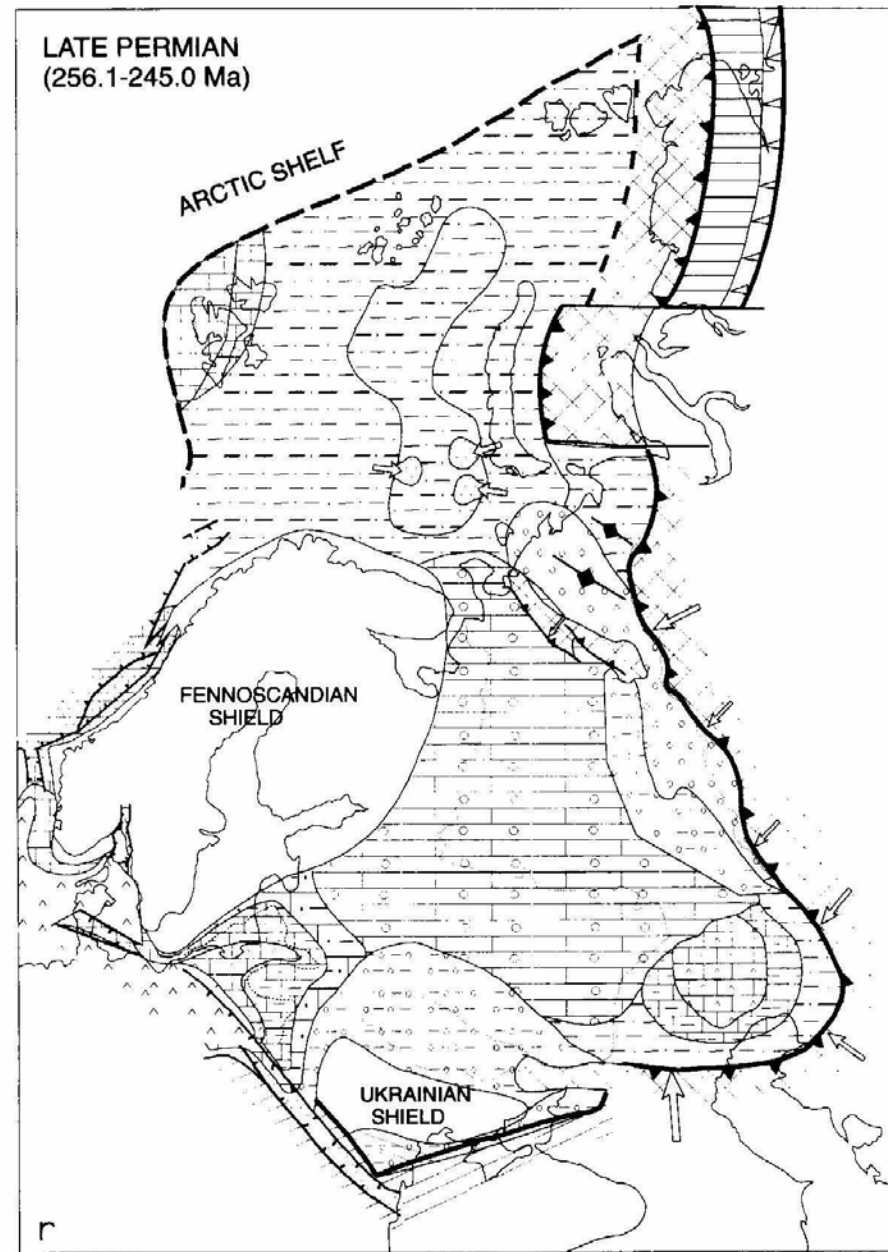 LATE PERMIAN
(256.1-245.0 Ma)
ARCTIC SHELF
FENNOSCANDIAN
SHIELD
UKRAINIAN
SHIELD
r